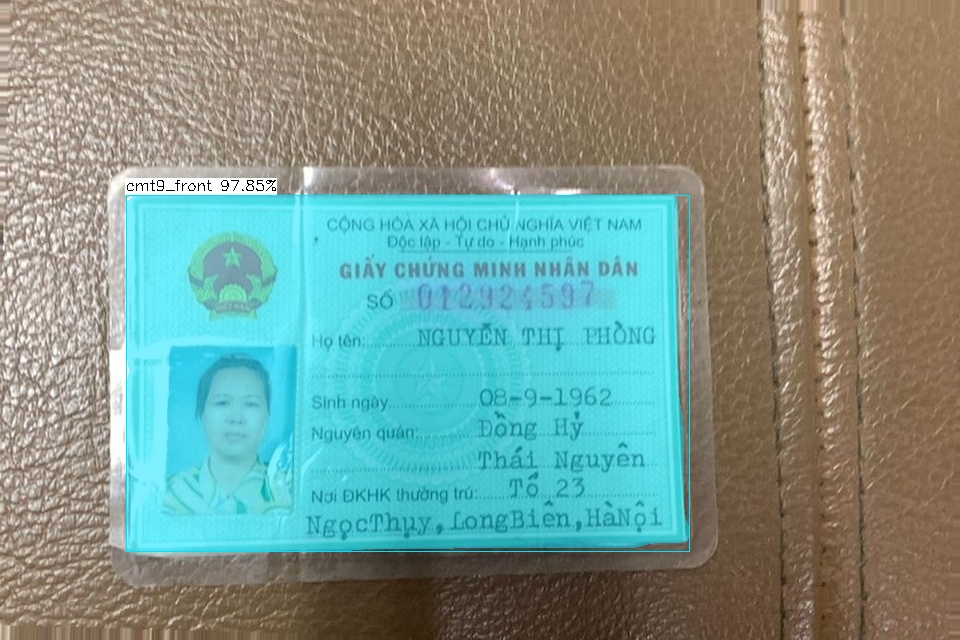 cmt9_front 97.85%
CỘNG HÒA XÃ HỘI CHỦ NGHĨA VIỆT NAM
Độc lập - Tự do - Hạnh phúc
GIẤY CHỨNG MINH NHÂN DÂN
SỐ 012924597
Họ tên: NGUYỄN THỊ PHÒNG
Sinh ngày 08-9-1962
Nguyên quán: Đồng Hỷ
Thái Nguyên
Nơi ĐKHK thường trú: Tổ 23
NgọcThụy, LongBiên, HàNội